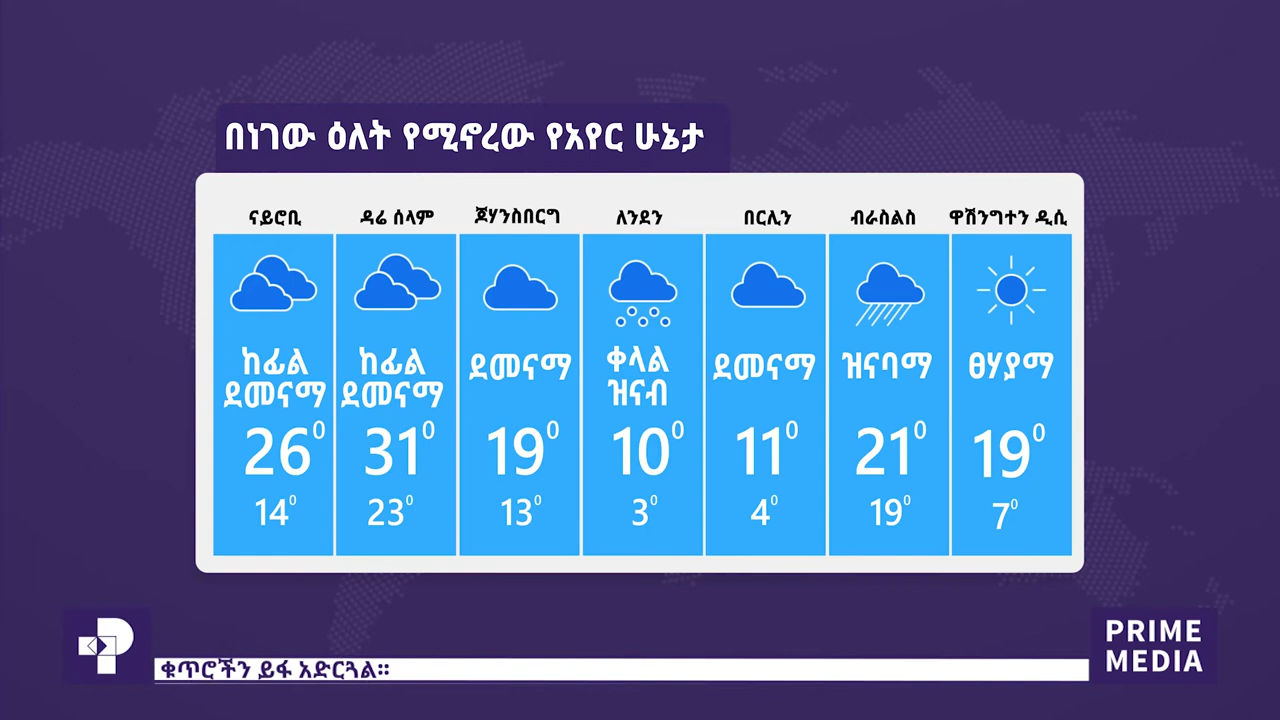 በነገው ዕለት የሚኖረው የአየር ሁኔታ
ናይሮቢ ዳሬ ሰላም ጆሃንስበርግ ለንደን በርሊን ብራስልስ ዋሽንግተን ዲሲ
ከፊል ደመናማ ከፊል ደመናማ ደመናማ ቀላል ዝናብ ደመናማ ዝናባማ ፀሃያማ
26⁰ 31⁰ 19⁰ 10⁰ 11⁰ 21⁰ 19⁰
14⁰ 23⁰ 13⁰ 3⁰ 4⁰ 19⁰ 7⁰
ቁጥሮችን ይፋ አድርጓል።
PRIME
MEDIA